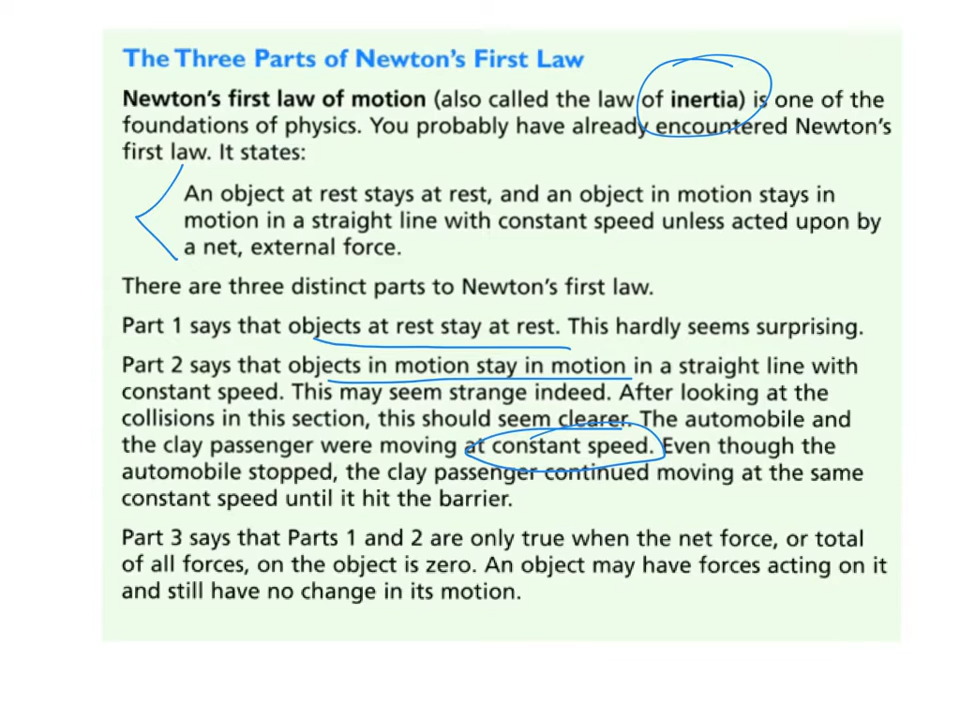 The Three Parts of Newton's First Law
Newton's first law of motion (also called the law of inertia) is one of the
foundations of physics. You probably have already encountered Newton's
first law. It states:
An object at rest stays at rest, and an object in motion stays in
motion in a straight line with constant speed unless acted upon by
a net, external force.
There are three distinct parts to Newton's first law.
Part 1 says that objects at rest stay at rest. This hardly seems surprising.
Part 2 says that objects in motion stay in motion in a straight line with
constant speed. This may seem strange indeed. After looking at the
collisions in this section, this should seem clearer. The automobile and
the clay passenger were moving at constant speed. Even though the
automobile stopped, the clay passenger continued moving at the same
constant speed until it hit the barrier.
Part 3 says that Parts 1 and 2 are only true when the net force, or total
of all forces, on the object is zero. An object may have forces acting on it
and still have no change in its motion.